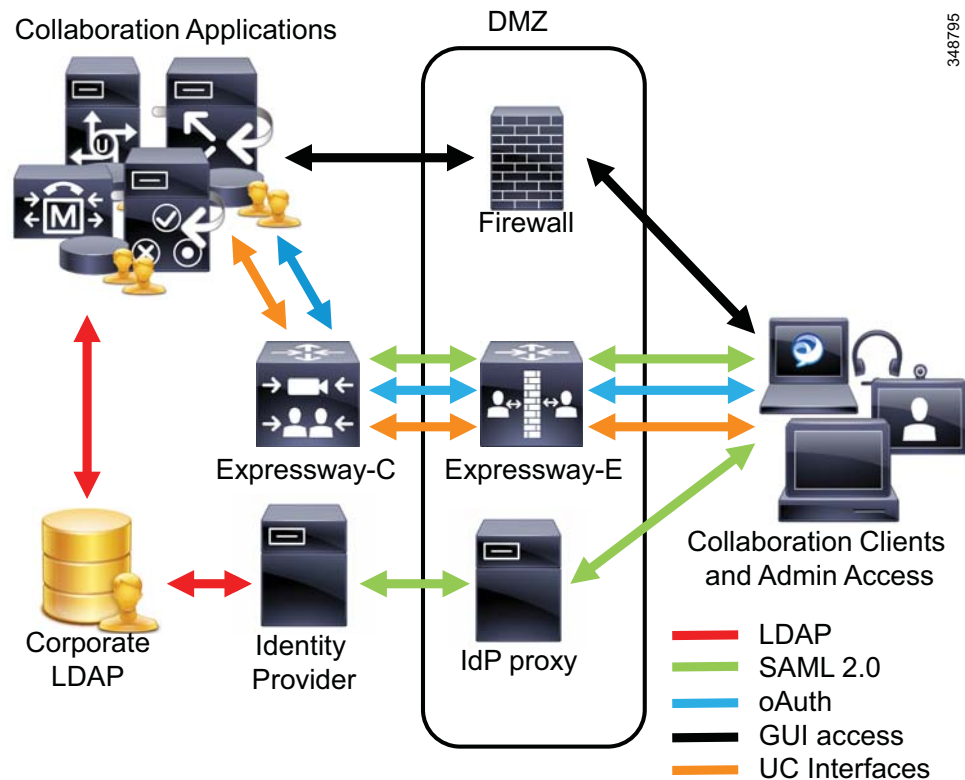 Collaboration Applications
DMZ
348795
U
M
Firewall
Expressway-C
Expressway-E
Collaboration Clients
and Admin Access
Corporate
LDAP
Identity
Provider
IdP proxy
LDAP
SAML 2.0
oAuth
GUI access
UC Interfaces